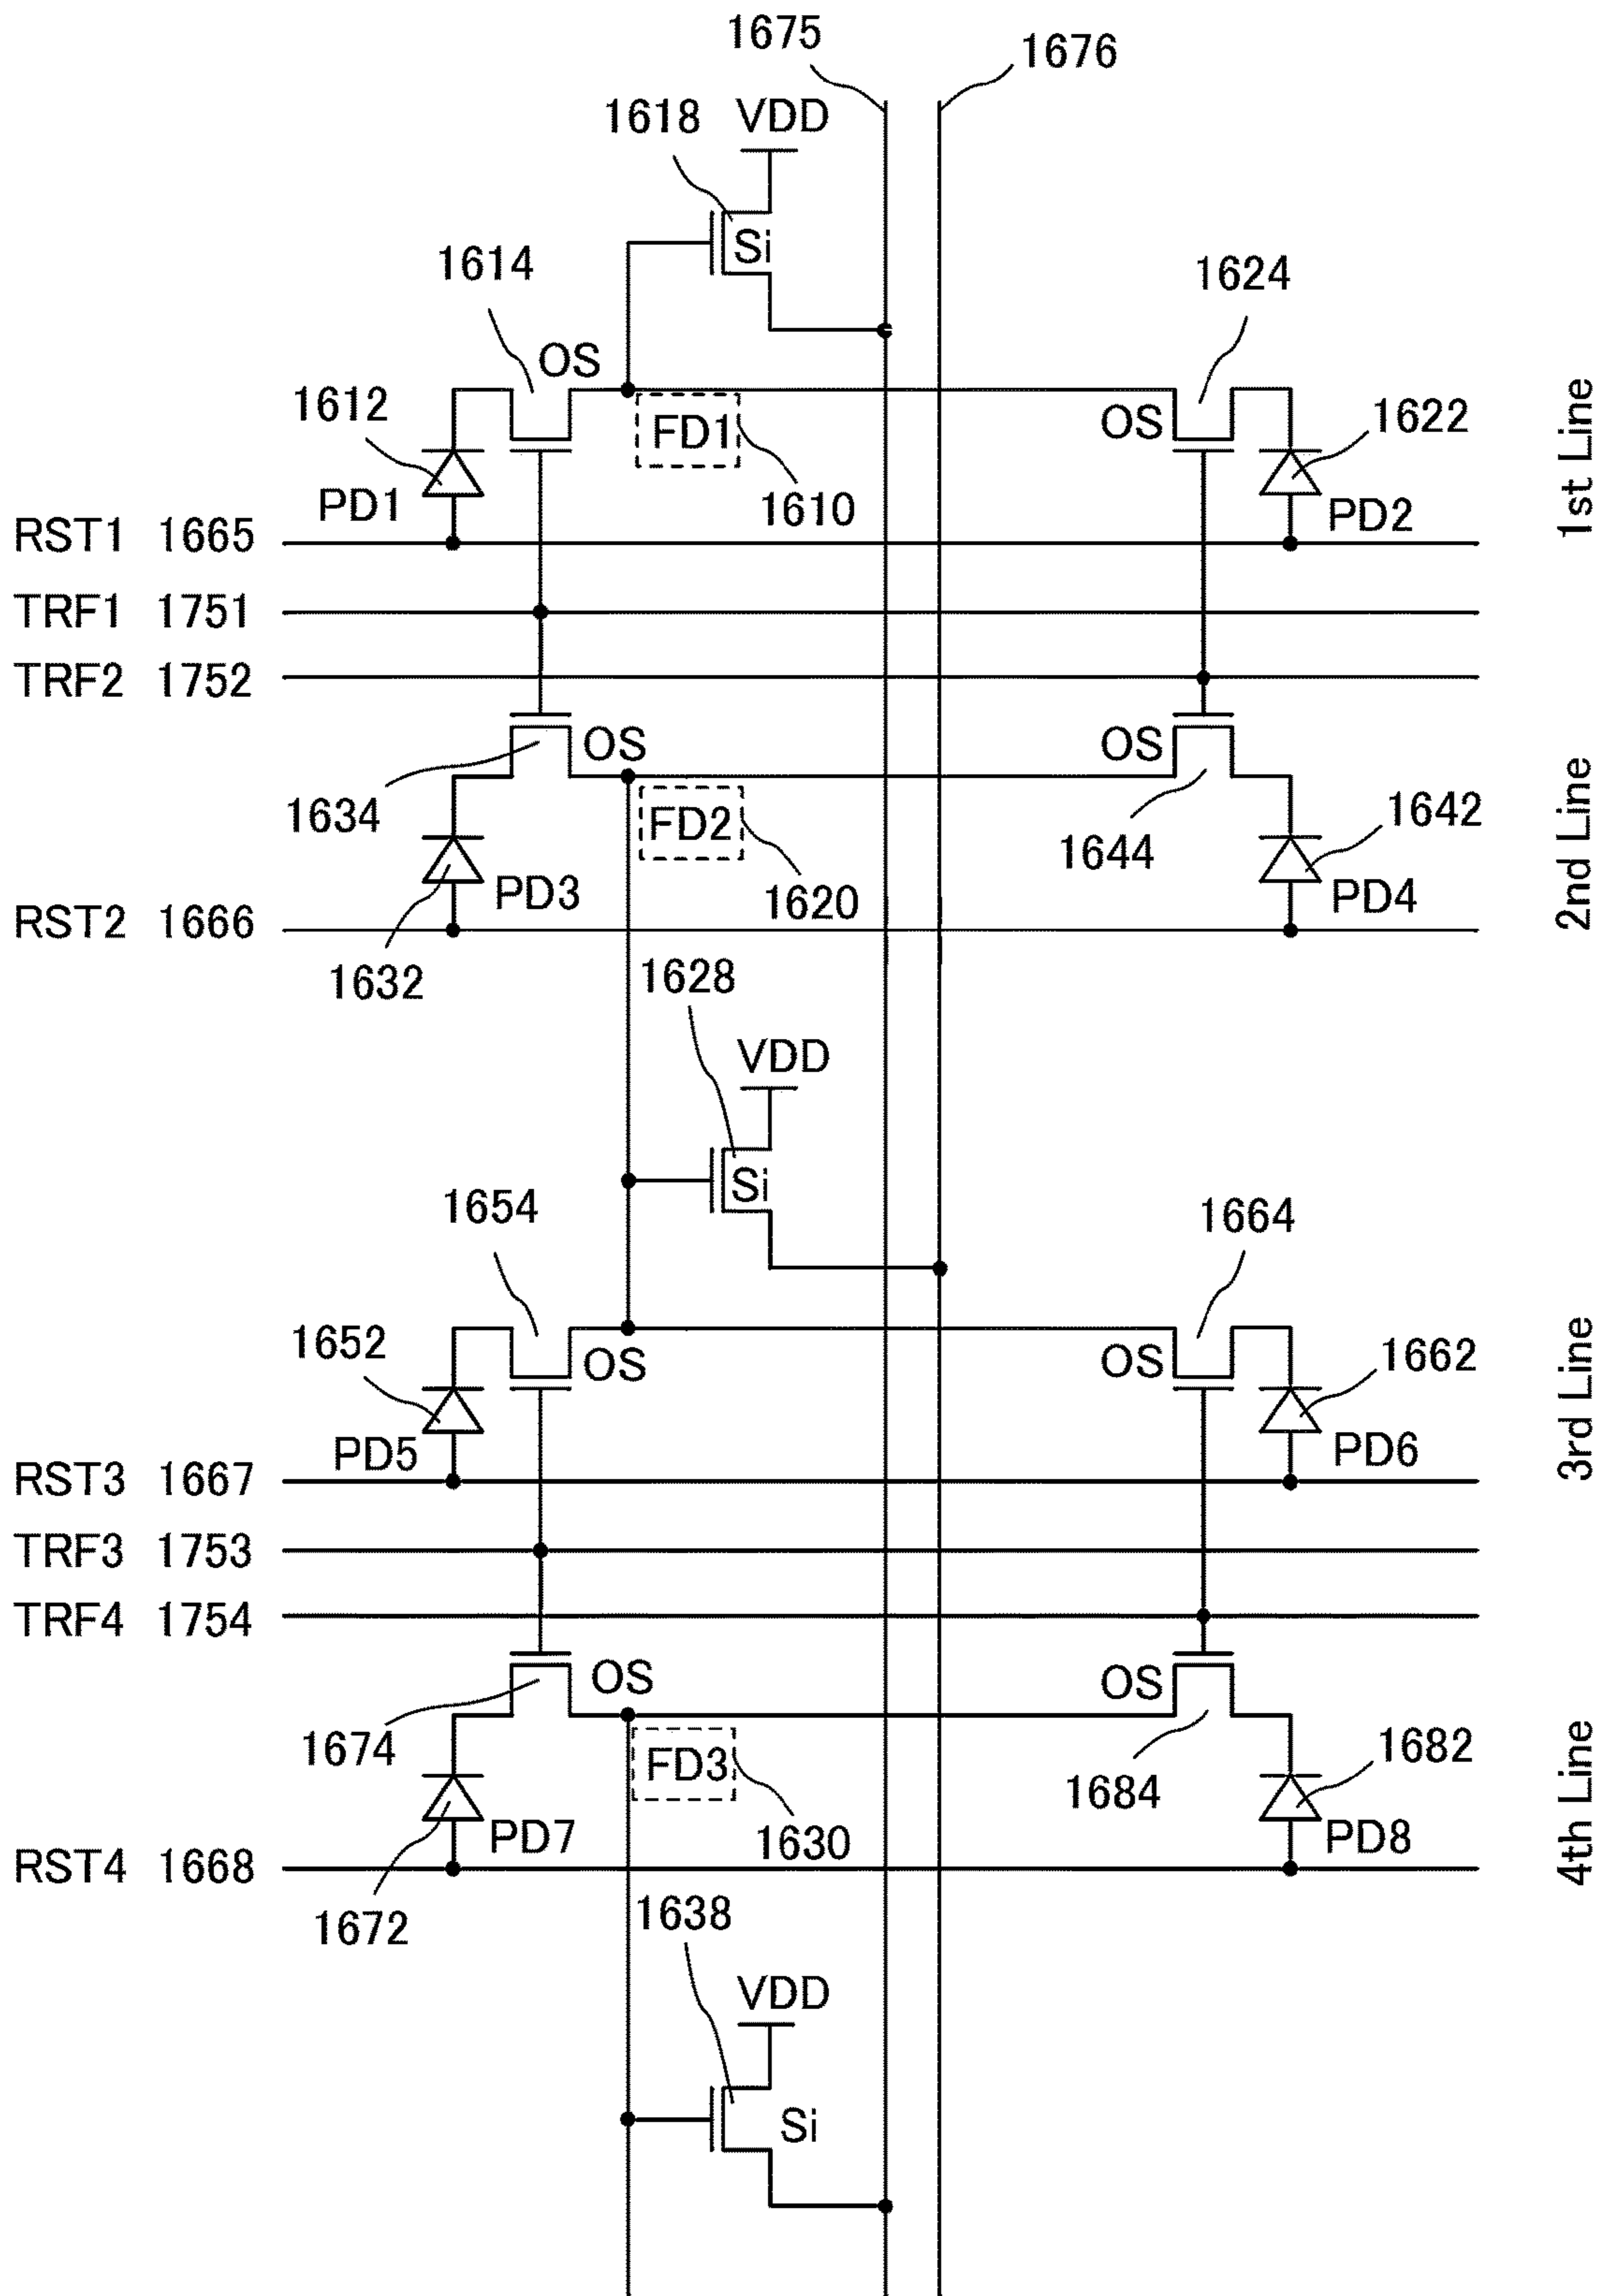 1675
1676
1618 VDD
Si
1614
1624
OS
1612
FD1
OS
1622
PD1
1610
PD2
1st Line
RST1 1665
TRF1 1751
TRF2 1752
OS
OS
1634
FD2
1644
1642
PD3
1620
PD4
2nd Line
RST2 1666
1632
1628
VDD
Si
1654
1664
1652
OS
OS
1662
PD5
PD6
3rd Line
RST3 1667
TRF3 1753
TRF4 1754
OS
OS
1674
FD3
1684
1682
PD7
1630
PD8
4th Line
RST4 1668
1672
1638
VDD
Si